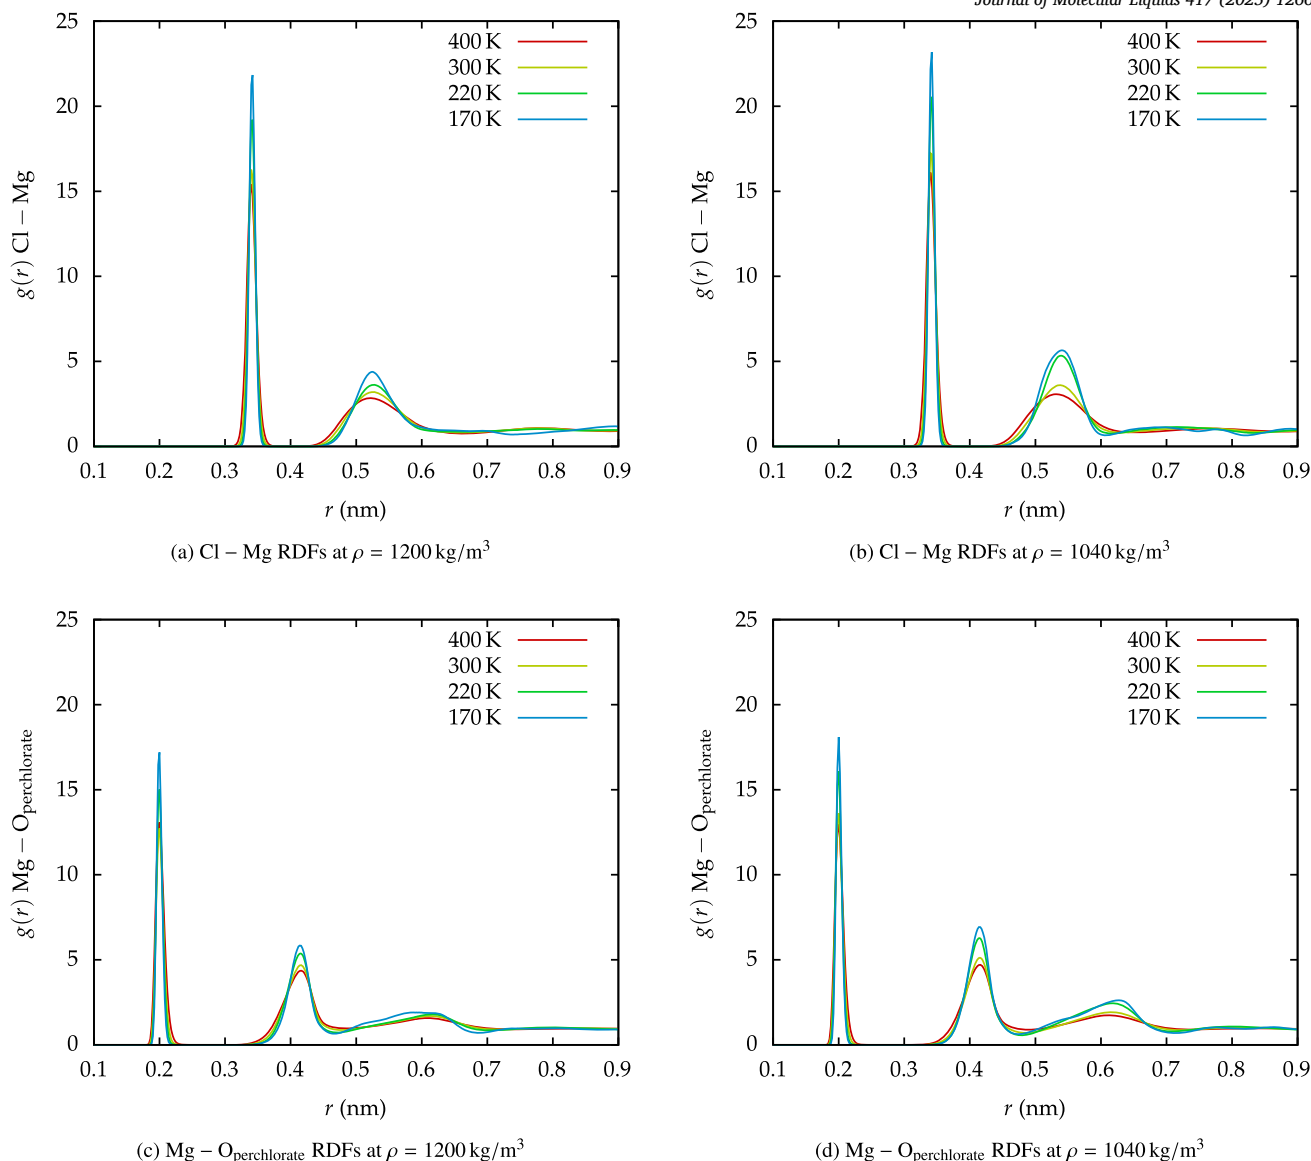 Journal of Molecular Liquids 417 (2025)
25
20
15
10
5
0
0.1 0.2 0.3 0.4 0.5 0.6 0.7 0.8 0.9
g(r) Cl – Mg
r (nm)
400 K
300 K
220 K
170 K
(a) Cl – Mg RDFs at ρ = 1200 kg/m³
25
20
15
10
5
0
0.1 0.2 0.3 0.4 0.5 0.6 0.7 0.8 0.9
g(r) Cl – Mg
r (nm)
400 K
300 K
220 K
170 K
(b) Cl – Mg RDFs at ρ = 1040 kg/m³
25
20
15
10
5
0
0.1 0.2 0.3 0.4 0.5 0.6 0.7 0.8 0.9
g(r) Mg – Operchlorate
r (nm)
400 K
300 K
220 K
170 K
(c) Mg – Operchlorate RDFs at ρ = 1200 kg/m³
25
20
15
10
5
0
0.1 0.2 0.3 0.4 0.5 0.6 0.7 0.8 0.9
g(r) Mg – Operchlorate
r (nm)
400 K
300 K
220 K
170 K
(d) Mg – Operchlorate RDFs at ρ = 1040 kg/m³